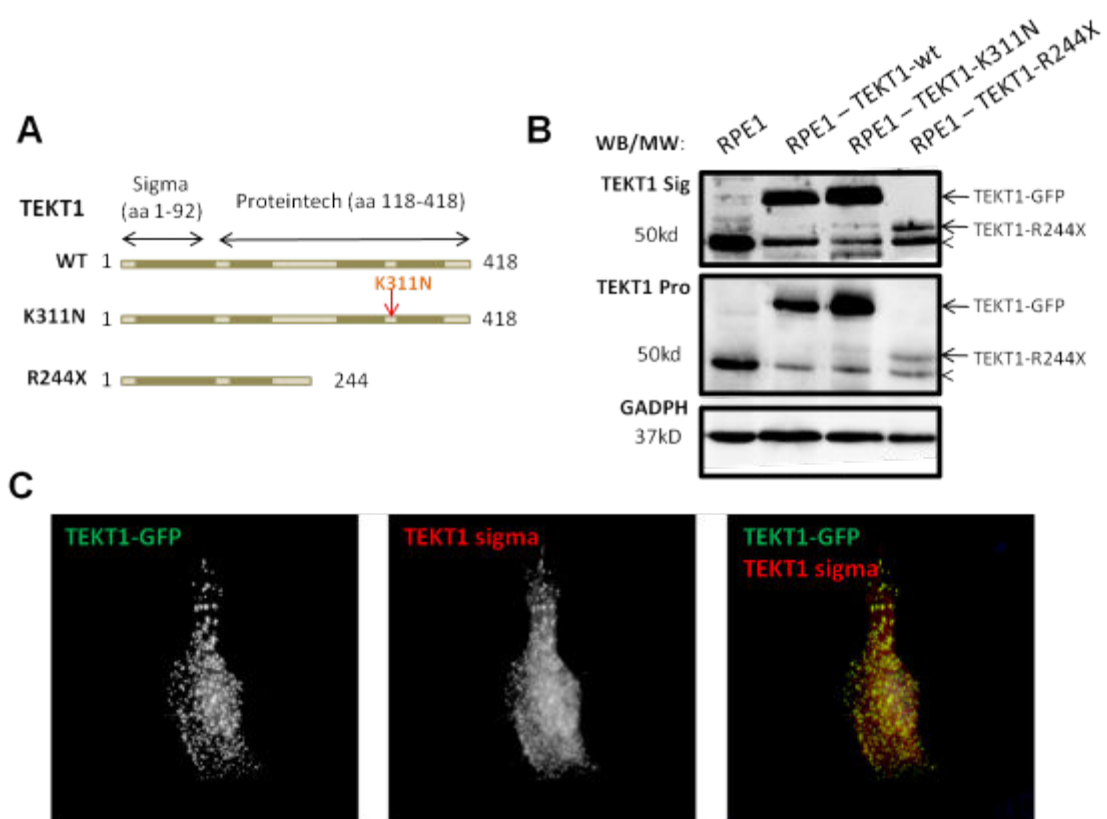 A
TEKT1
Sigma
(aa 1-92)
Proteintech (aa 118-418)
WT 1 418
K311N
K311N 1 418
R244X 1 244
B
WB/MW:
RPE1
RPE1 – TEKT1-wt
RPE1 – TEKT1-K311N
RPE1 – TEKT1-R244X
TEKT1 Sig
50kd
TEKT1-GFP
TEKT1-R244X
TEKT1 Pro
50kd
TEKT1-GFP
TEKT1-R244X
GADPH
37kD
C
TEKT1-GFP
TEKT1 sigma
TEKT1-GFP
TEKT1 sigma